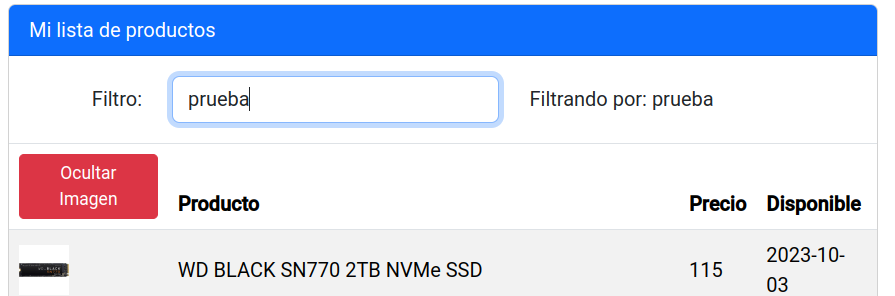 Mi lista de productos
Filtro: prueba Filtrando por: prueba
Ocultar
Imagen
Producto Precio Disponible
WD BLACK SN770 2TB NVMe SSD 115 2023-10-
03